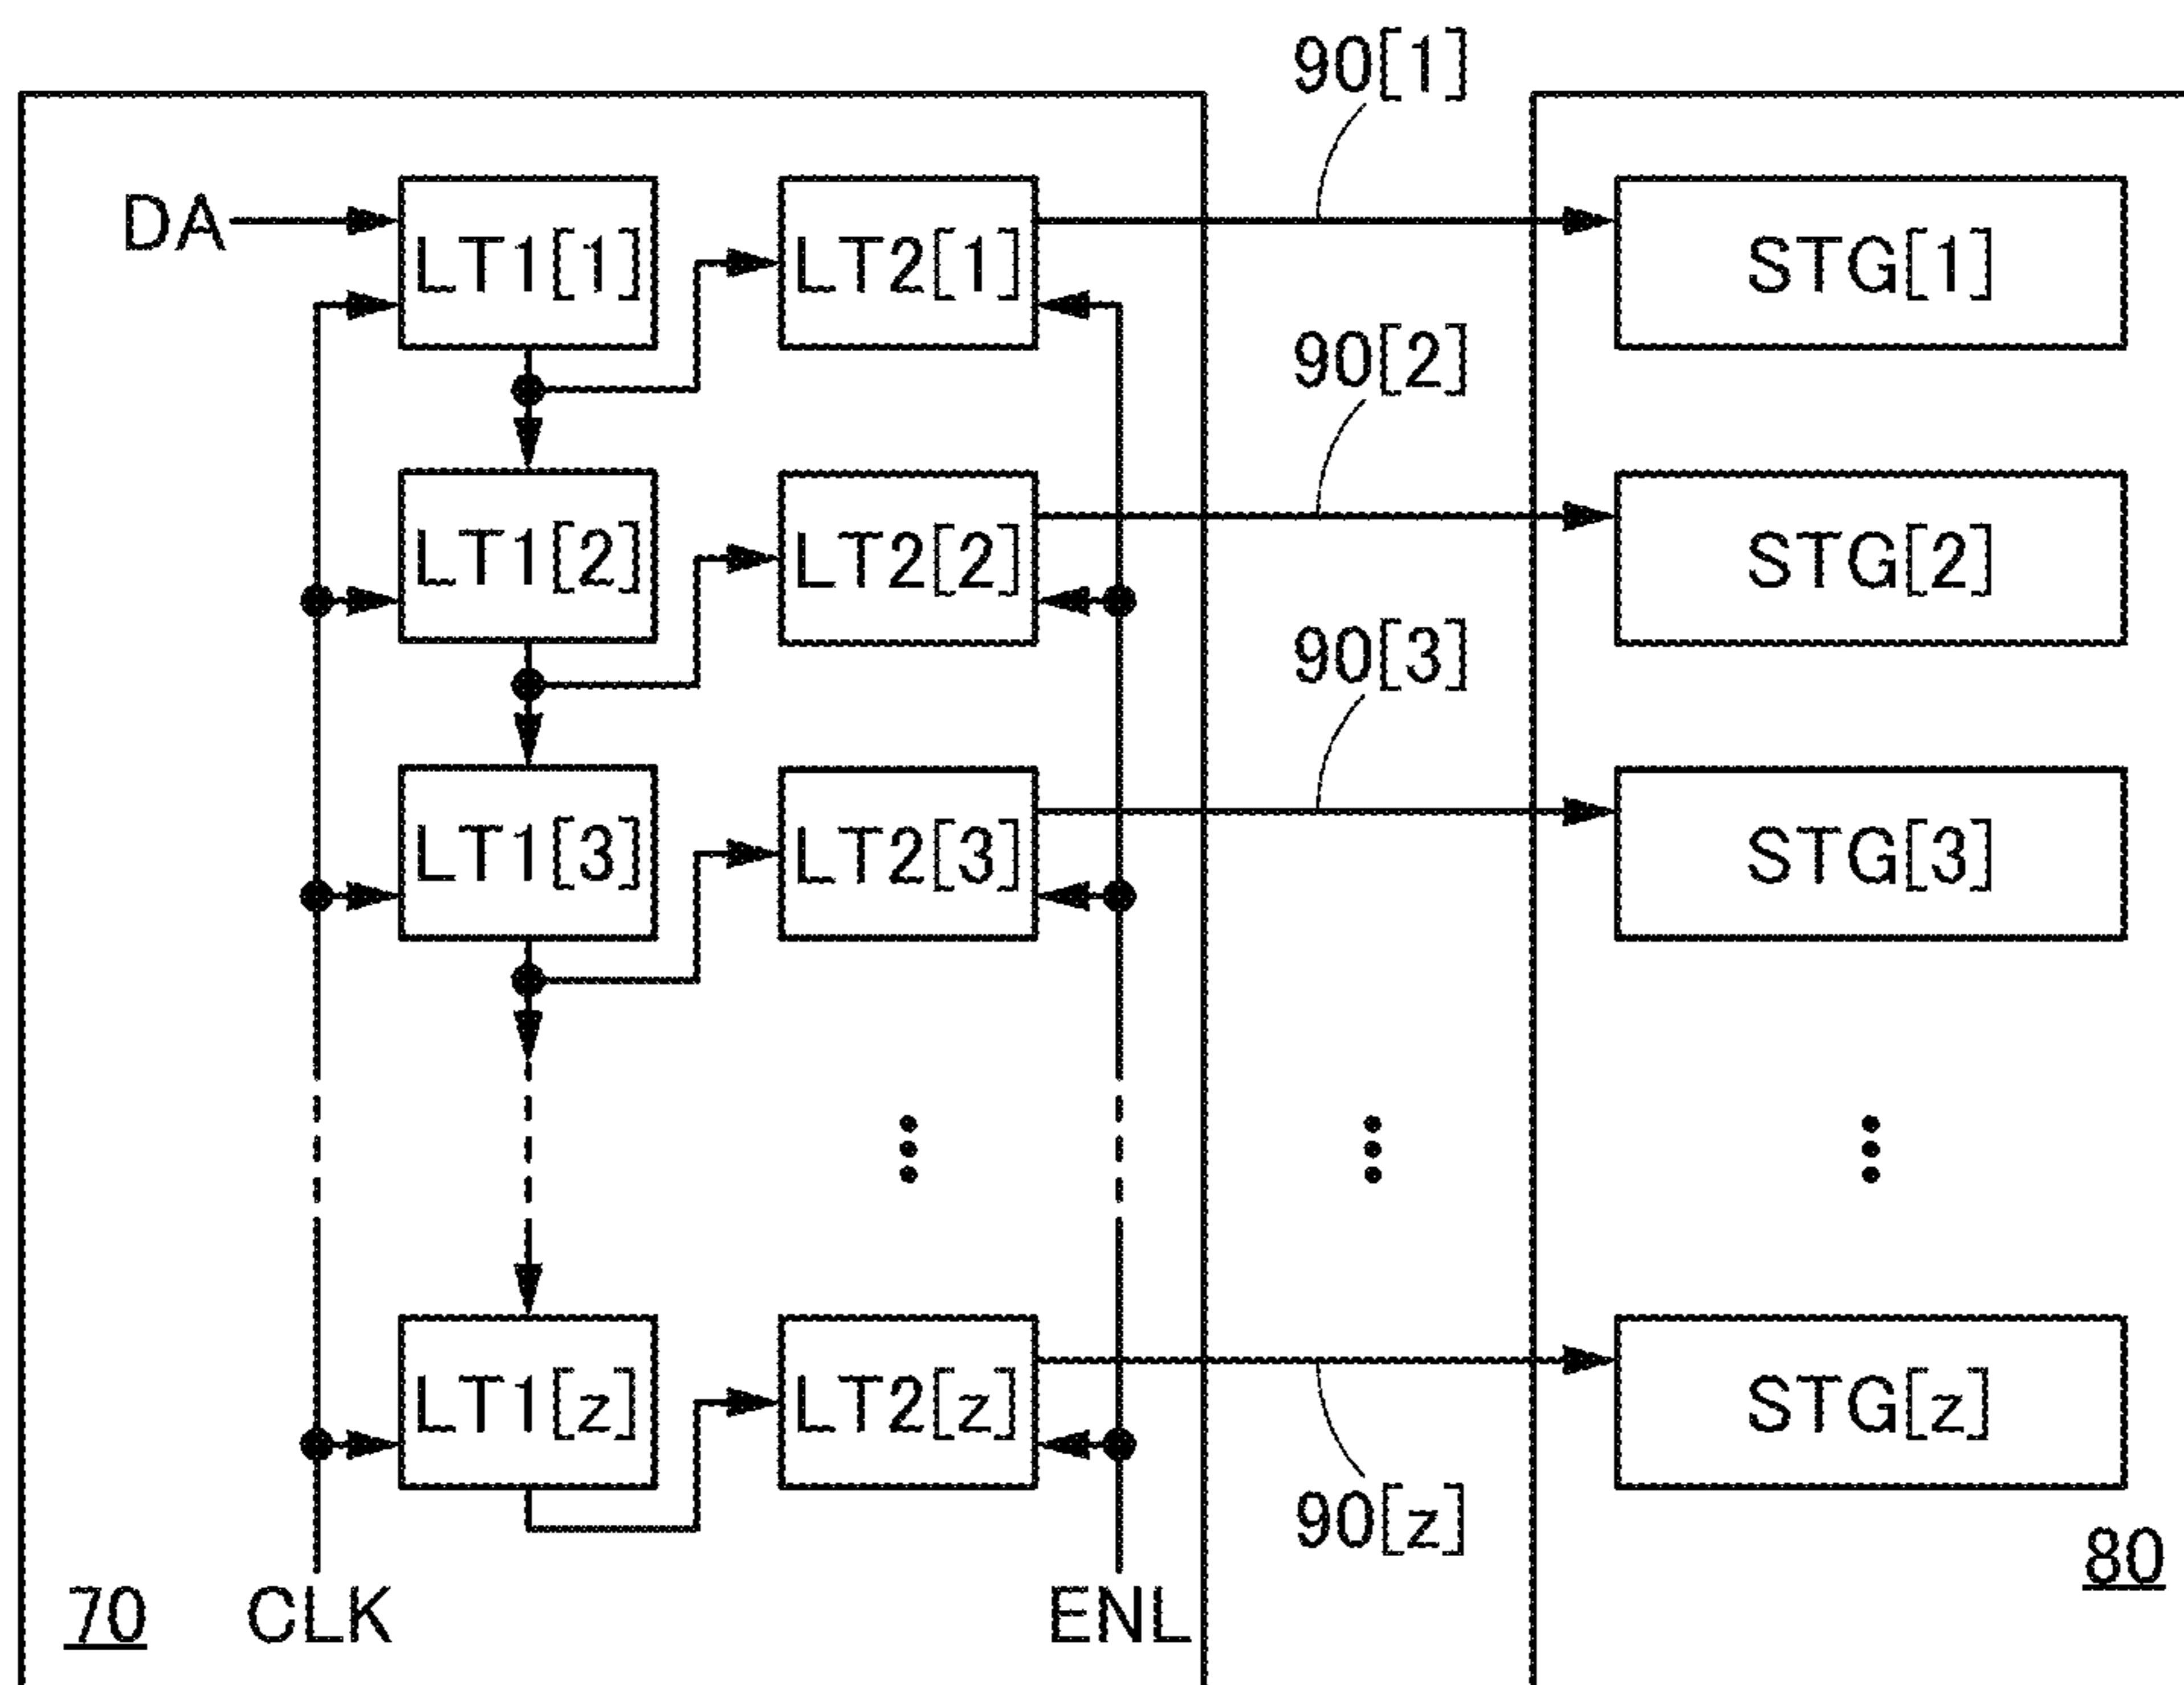 90[1]
DA
LT1[1]
LT2[1]
STG[1]
90[2]
LT1[2]
LT2[2]
STG[2]
90[3]
LT1[3]
LT2[3]
STG[3]
LT1[z]
LT2[z]
STG[z]
90[z]
70
CLK
ENL
80